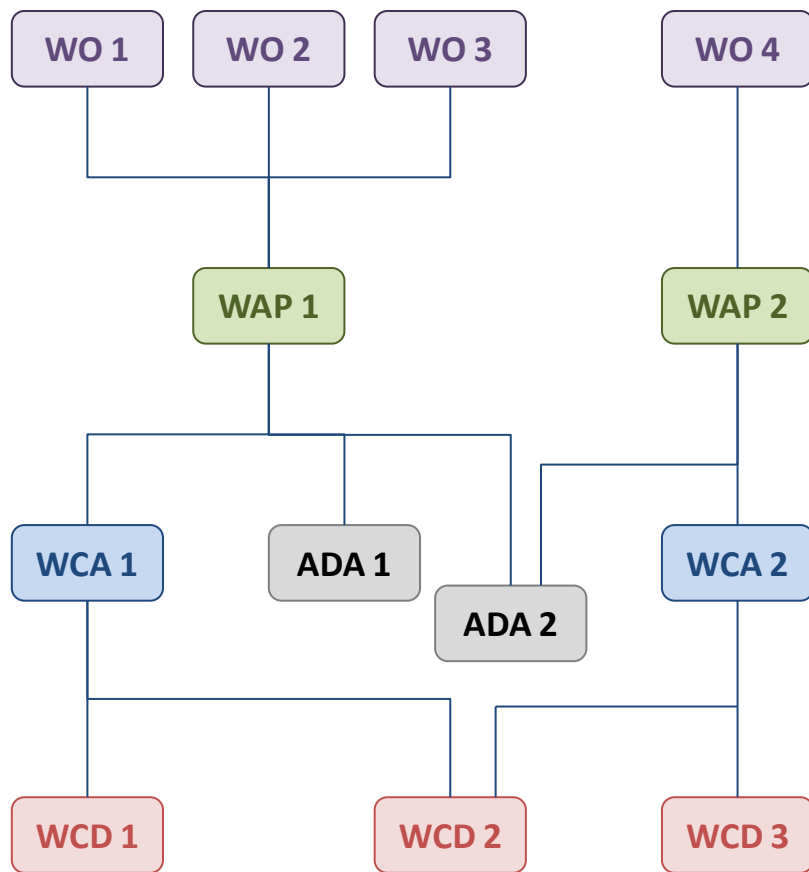 WO 1
WO 2
WO 3
WO 4
WAP 1
WAP 2
WCA 1
ADA 1
WCA 2
ADA 2
WCD 1
WCD 2
WCD 3